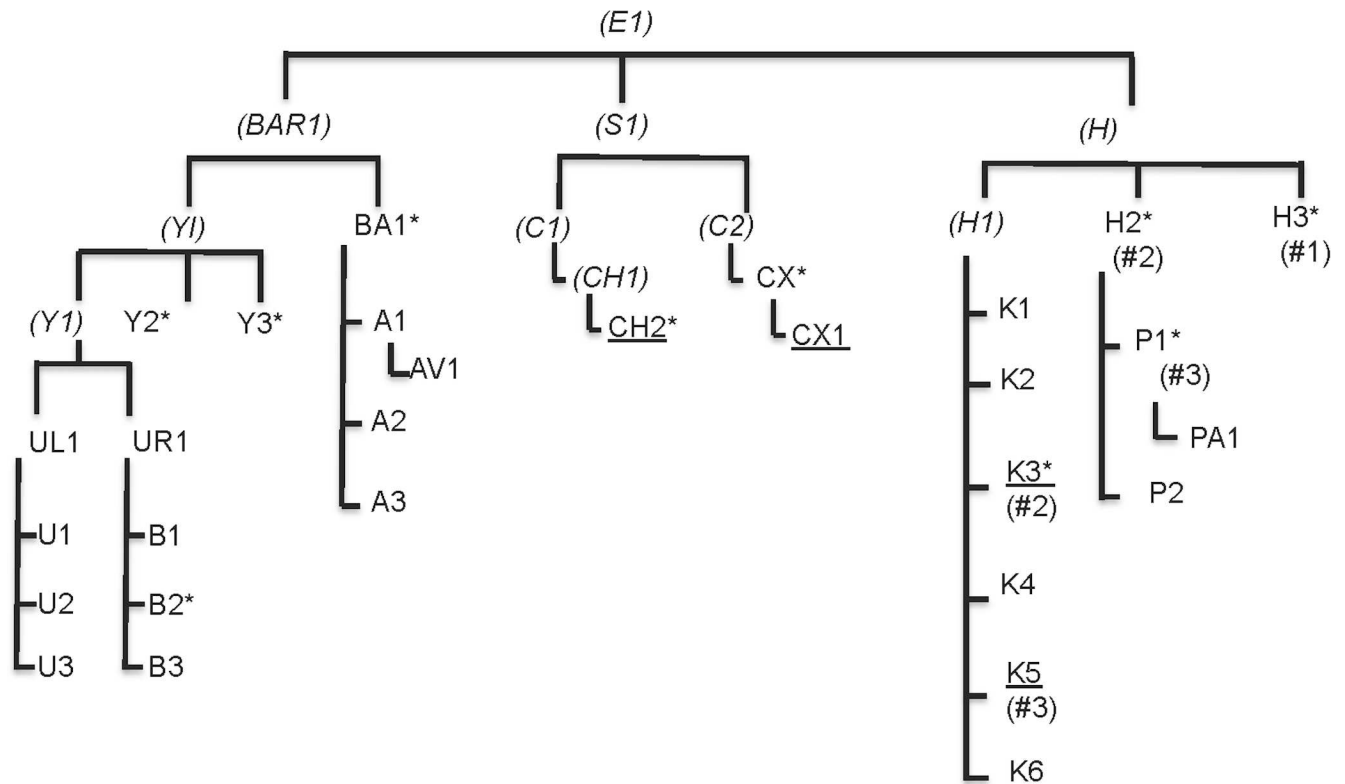 (E1)
(BAR1)
(S1)
(H)
(YI)
BA1*
(C1)
(C2)
(H1)
H2*
(#2)
H3*
(#1)
(Y1)
Y2*
Y3*
A1
AV1
A2
A3
(CH1)
CH2*
CX*
CX1
K1
K2
K3*
(#2)
K4
K5
(#3)
K6
P1*
(#3)
PA1
P2
UL1
UR1
U1
U2
U3
B1
B2*
B3